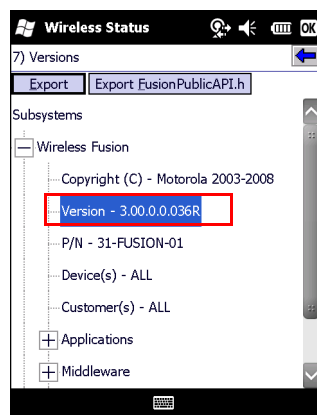 Wireless Status OK
7) Versions
Export Export FusionPublicAPI.h
Subsystems
Wireless Fusion
Copyright (C) - Motorola 2003-2008
Version - 3.00.0.0.036R
P/N - 31-FUSION-01
Device(s) - ALL
Customer(s) - ALL
Applications
Middleware